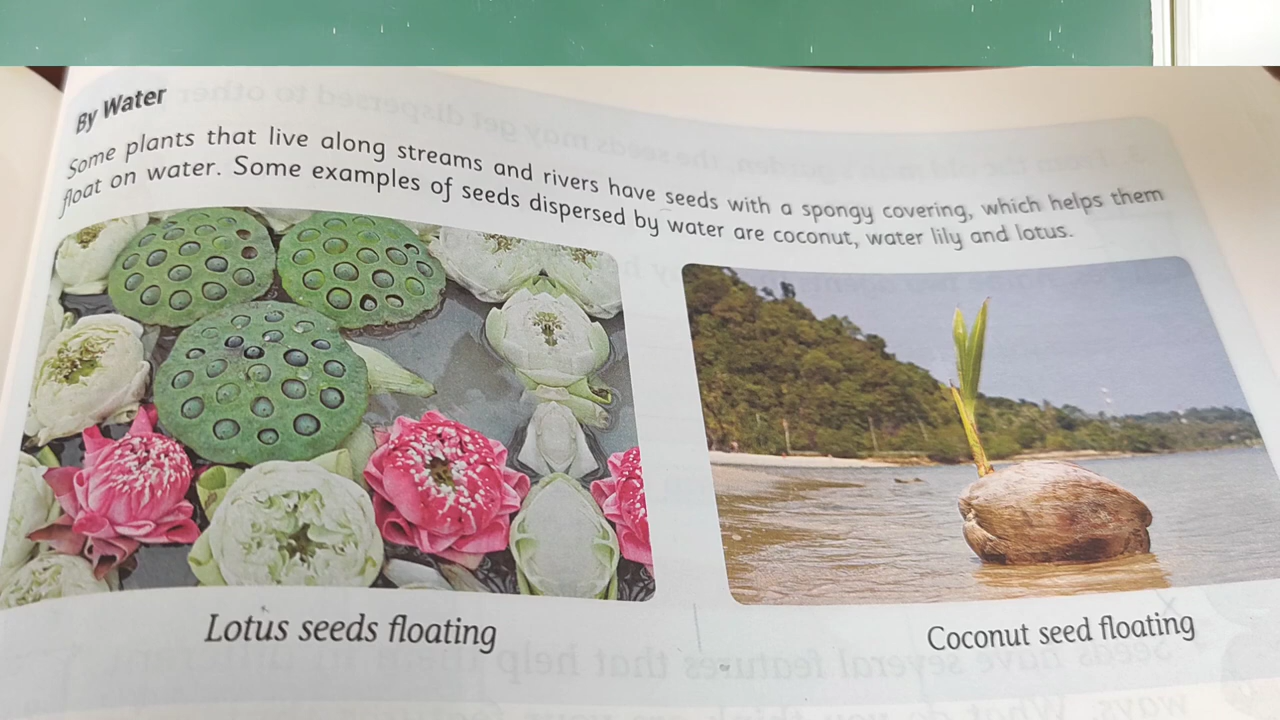 By Water
Some plants that live along streams and rivers have seeds with a spongy covering, which helps them
float on water. Some examples of seeds dispersed by water are coconut, water lily and lotus.
Lotus seeds floating
Coconut seed floating